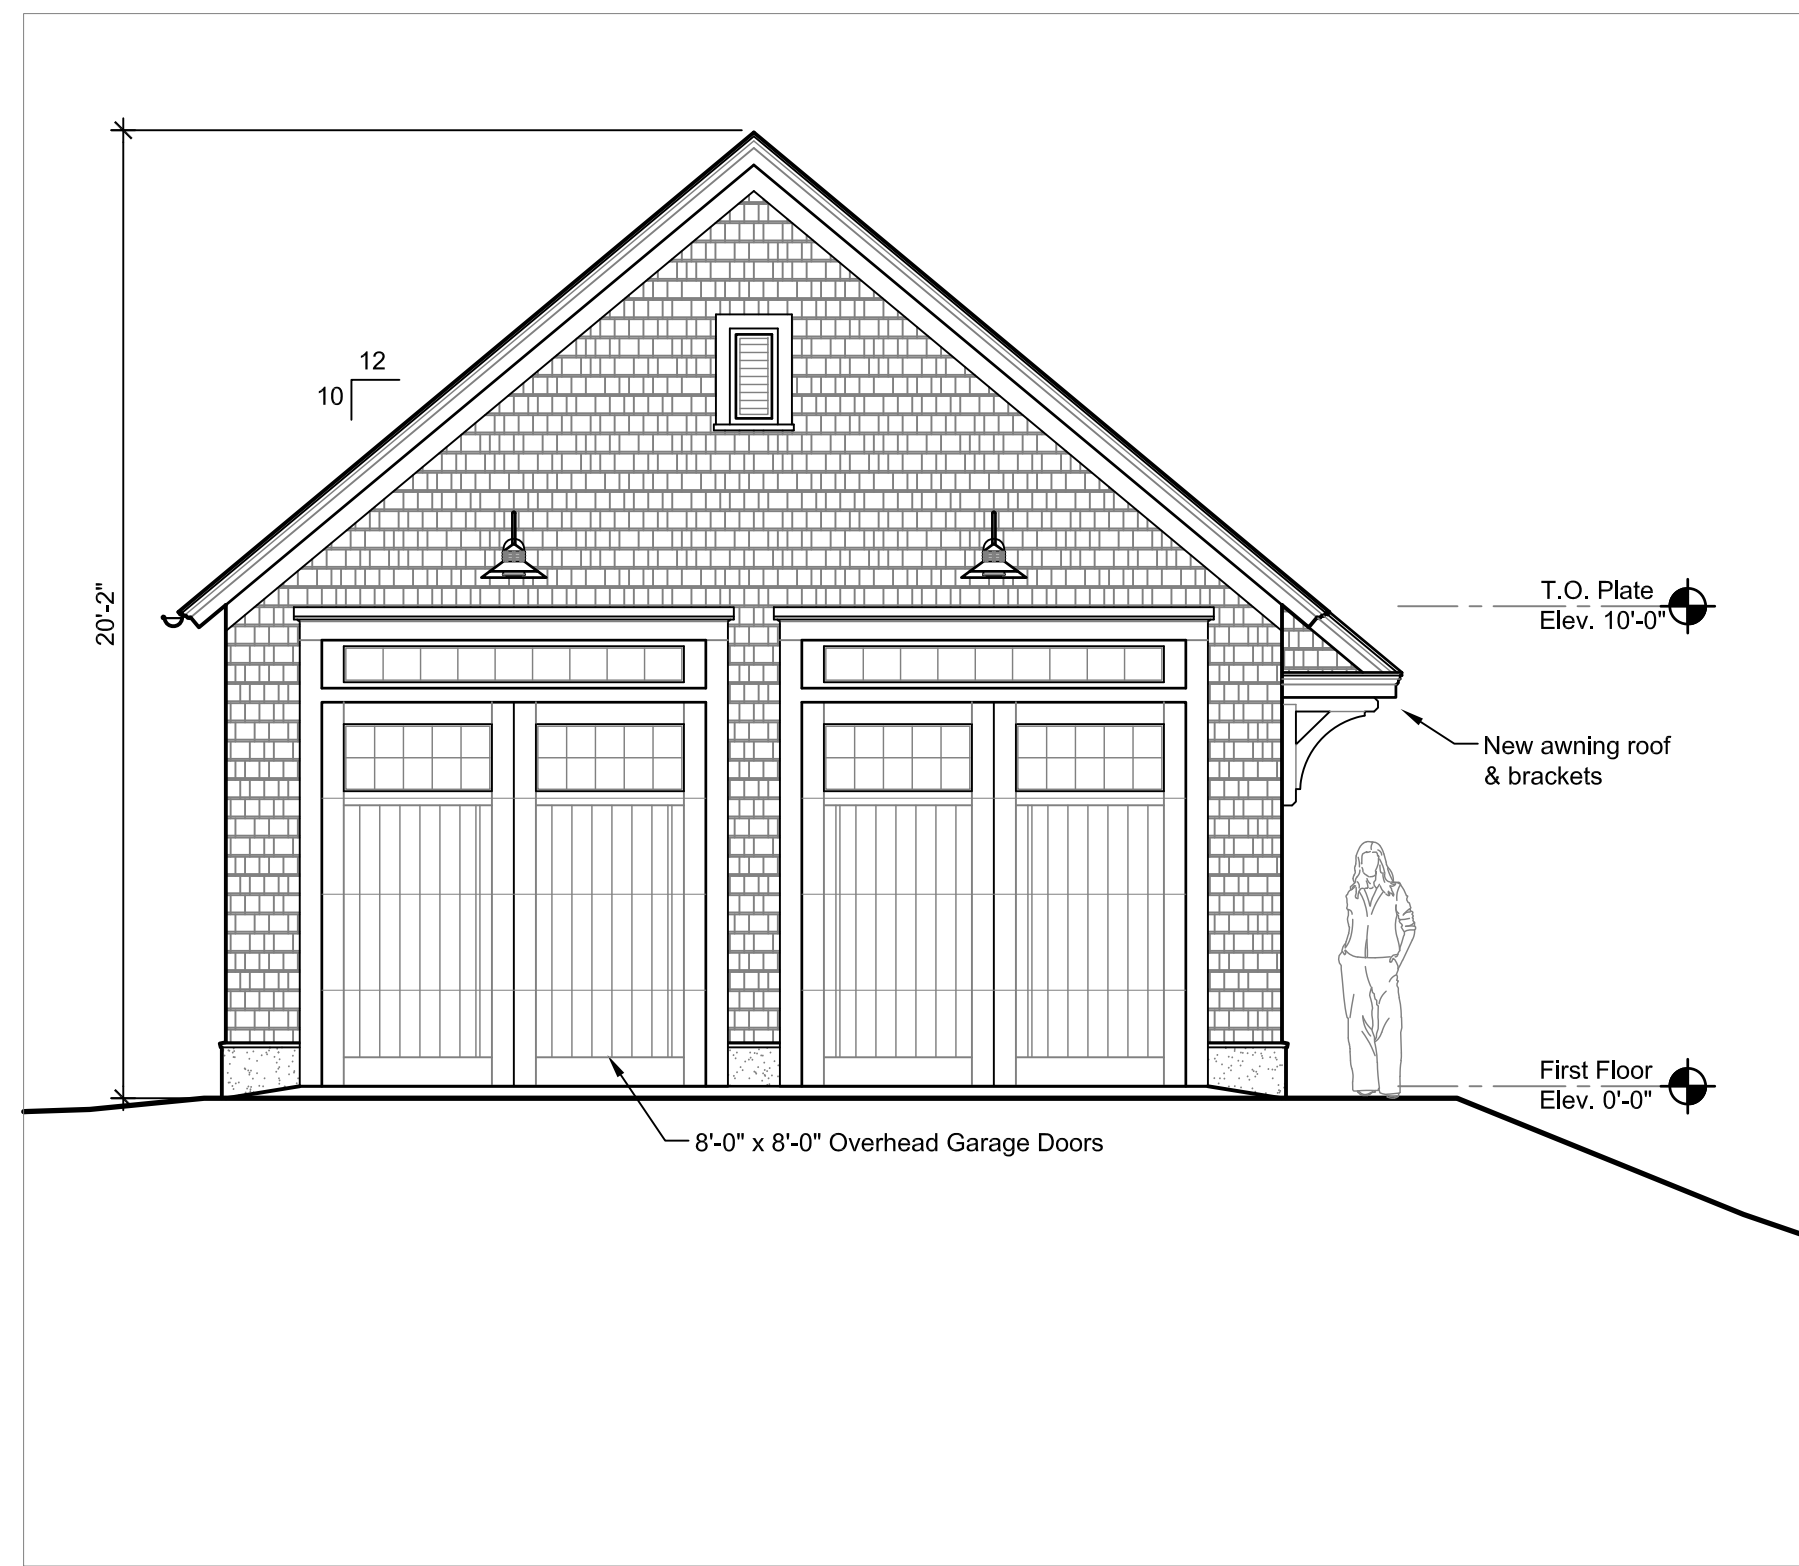 12
10
20'-2"
T.O. Plate
Elev. 10'-0"
New awning roof
& brackets
First Floor
Elev. 0'-0"
8'-0" x 8'-0" Overhead Garage Doors